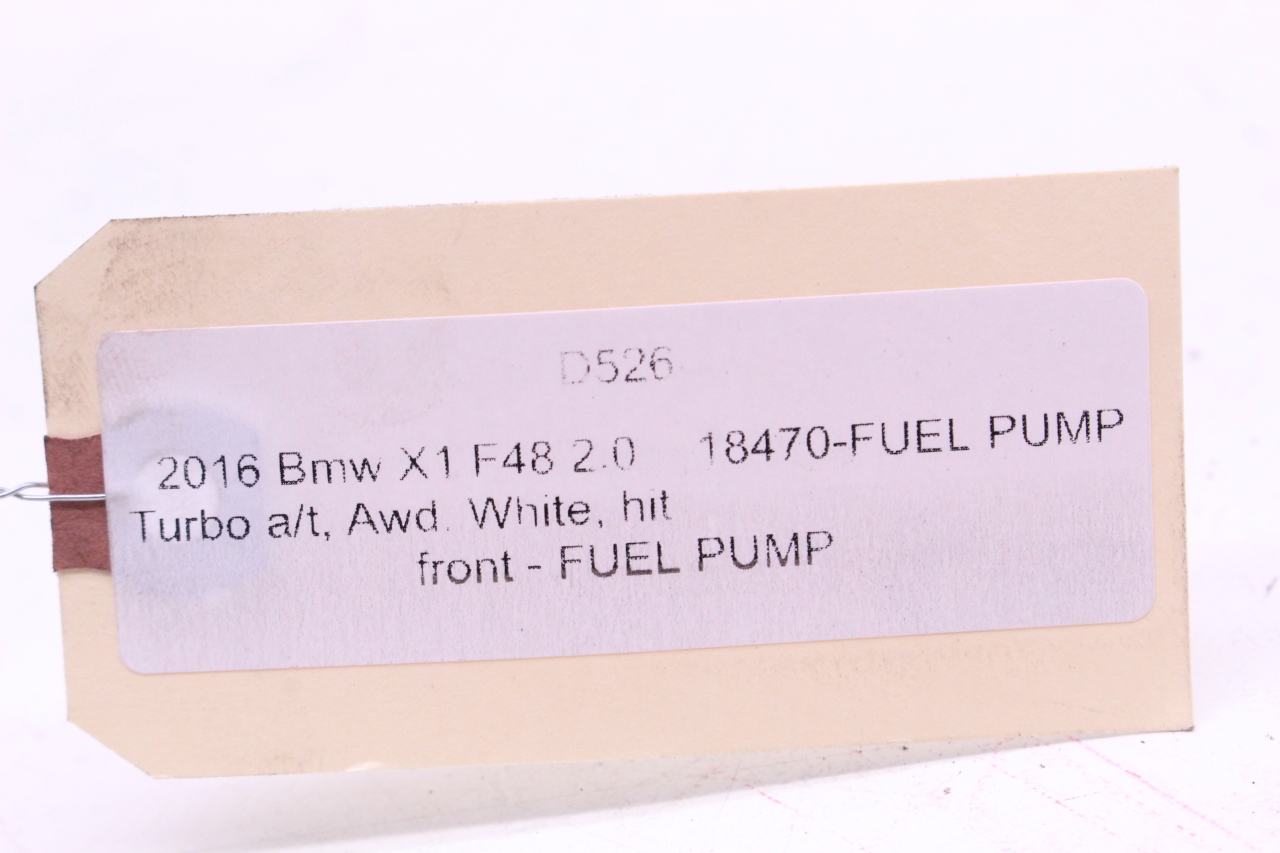 D526
2016 Bmw X1 F48 2.0 18470-FUEL PUMP
Turbo a/t, Awd. White, hit
front - FUEL PUMP